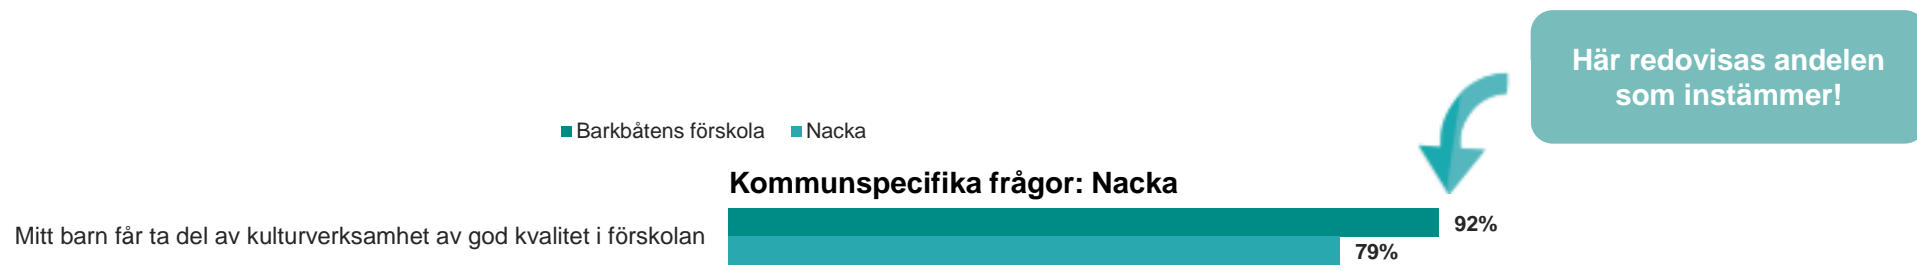 Här redovisas andelen
som instämmer!
Barkbåtens förskola Nacka
Kommunspecifika frågor: Nacka
Mitt barn får ta del av kulturverksamhet av god kvalitet i förskolan
92%
79%